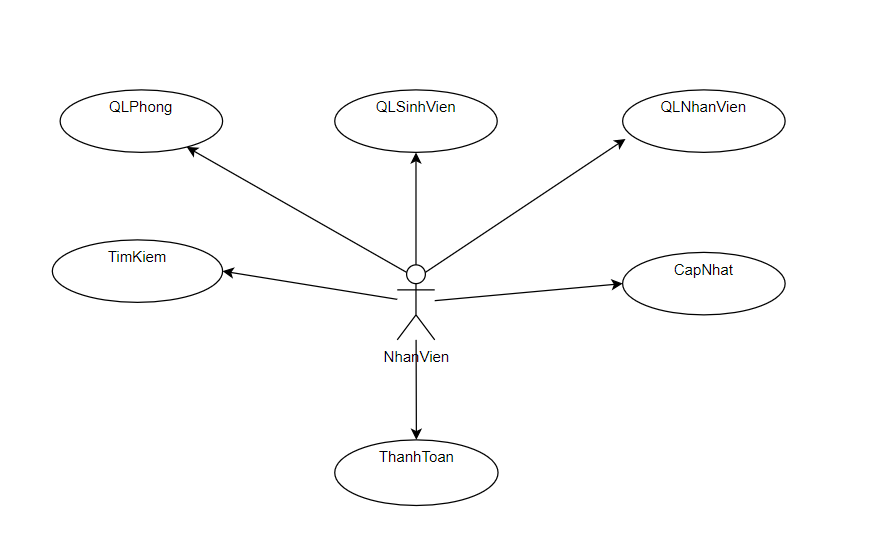 QLPhong
QLSinhVien
QLNhanVien
TimKiem
CapNhat
NhanVien
ThanhToan